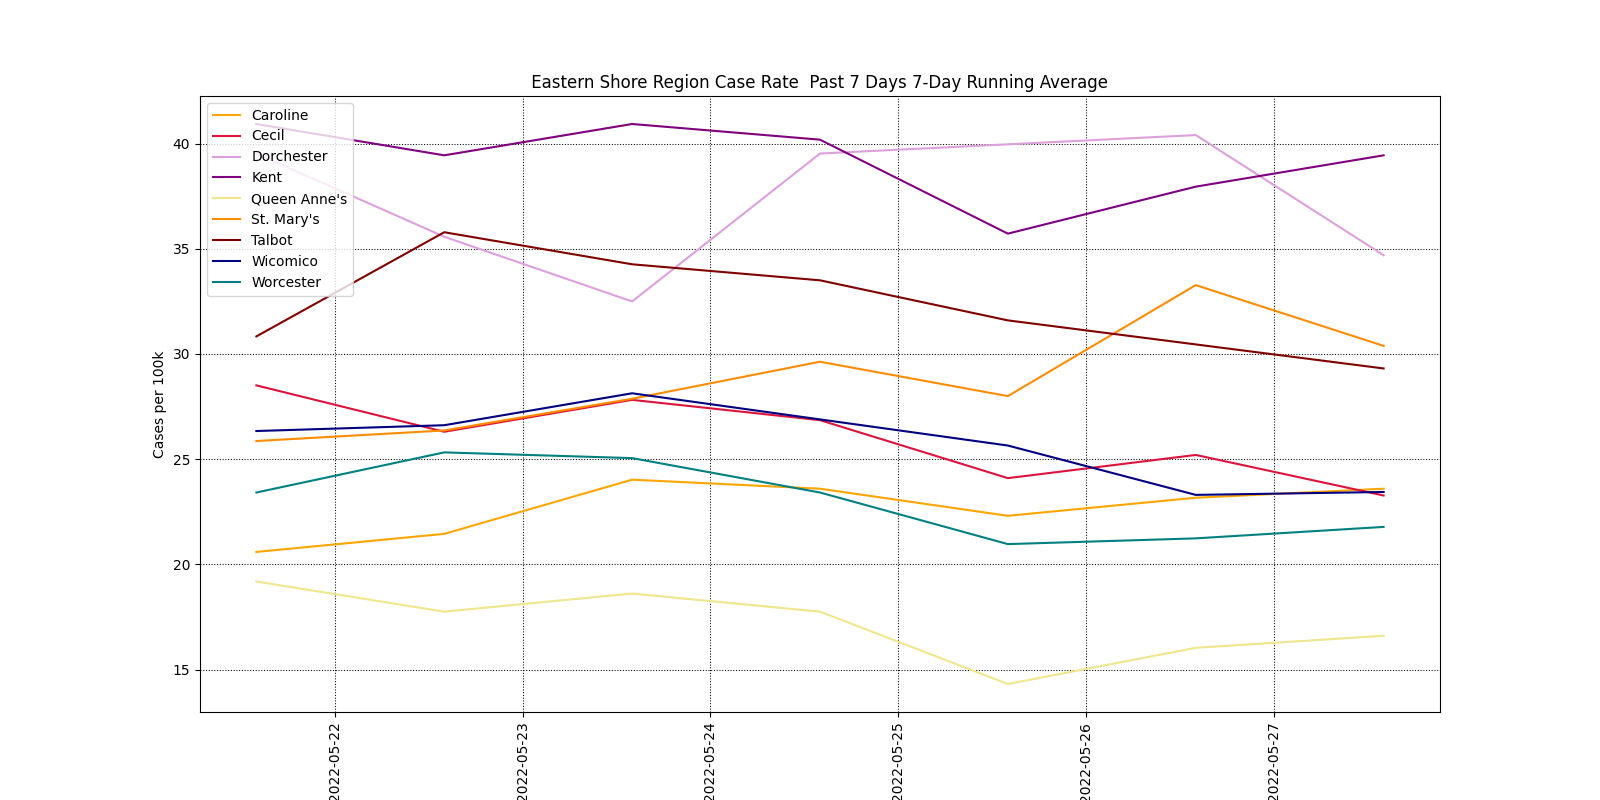 Eastern Shore Region Case Rate  Past 7 Days 7-Day Running Average
Caroline
Cecil
Dorchester
Kent
Queen Anne's
St. Mary's
Talbot
Wicomico
Worcester
Cases per 100k
40
35
30
25
20
15
2022-05-22
2022-05-23
2022-05-24
2022-05-25
2022-05-26
2022-05-27